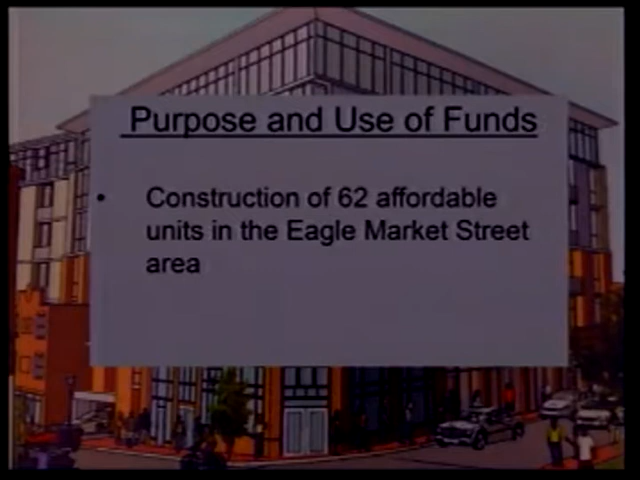 Purpose and Use of Funds
• Construction of 62 affordable
units in the Eagle Market Street
area